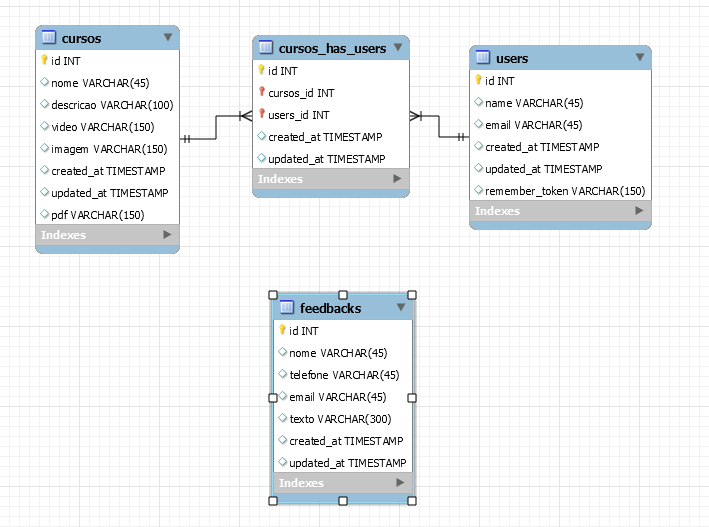 cursos
id INT
nome VARCHAR(45)
descricao VARCHAR(100)
video VARCHAR(150)
imagem VARCHAR(150)
created_at TIMESTAMP
updated_at TIMESTAMP
pdf VARCHAR(150)
Indexes
cursos_has_users
id INT
cursos_id INT
users_id INT
created_at TIMESTAMP
updated_at TIMESTAMP
Indexes
users
id INT
name VARCHAR(45)
email VARCHAR(45)
created_at TIMESTAMP
updated_at TIMESTAMP
remember_token VARCHAR(150)
Indexes
feedbacks
id INT
nome VARCHAR(45)
telefone VARCHAR(45)
email VARCHAR(45)
texto VARCHAR(300)
created_at TIMESTAMP
updated_at TIMESTAMP
Indexes